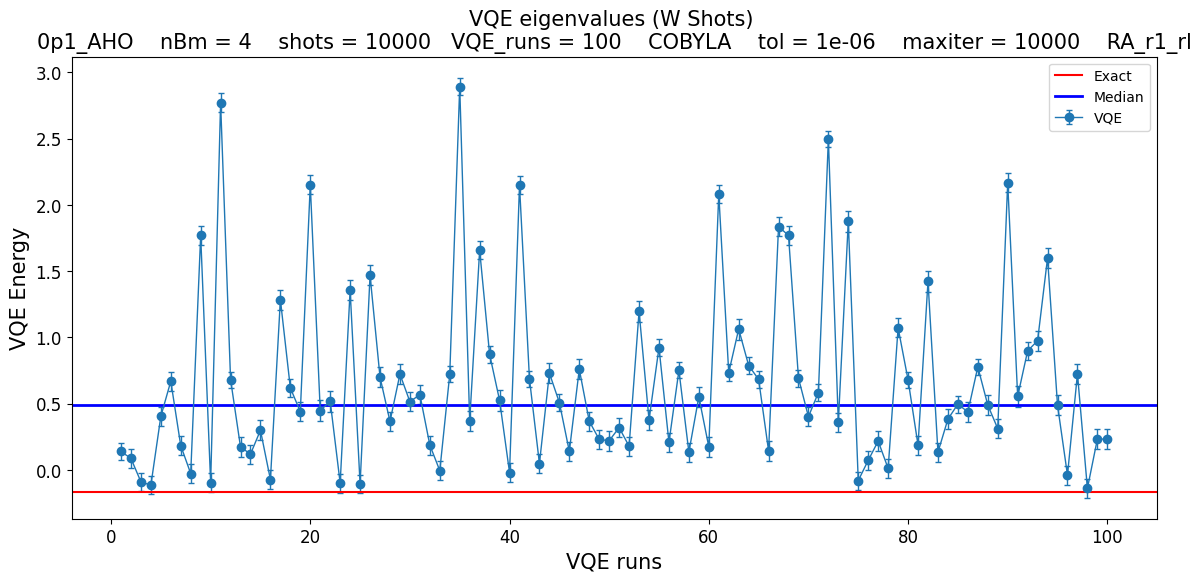 VQE eigenvalues (W Shots)
0p1_AHO nBm = 4 shots = 10000 VQE_runs = 100 COBYLA tol = 1e-06 maxiter = 10000 RA_r1_rl
3.0
2.5
2.0
1.5
1.0
0.5
0.0
VQE Energy
Exact
Median
VQE
0 20 40 60 80 100
VQE runs